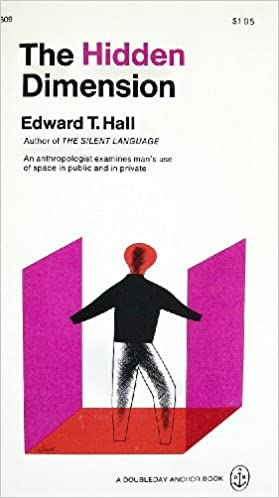 609
$1.95
The Hidden
Dimension
Edward T. Hall
Author of THE SILENT LANGUAGE
An anthropologist examines man's use
of space in public and in private
A DOUBLEDAY ANCHOR BOOK